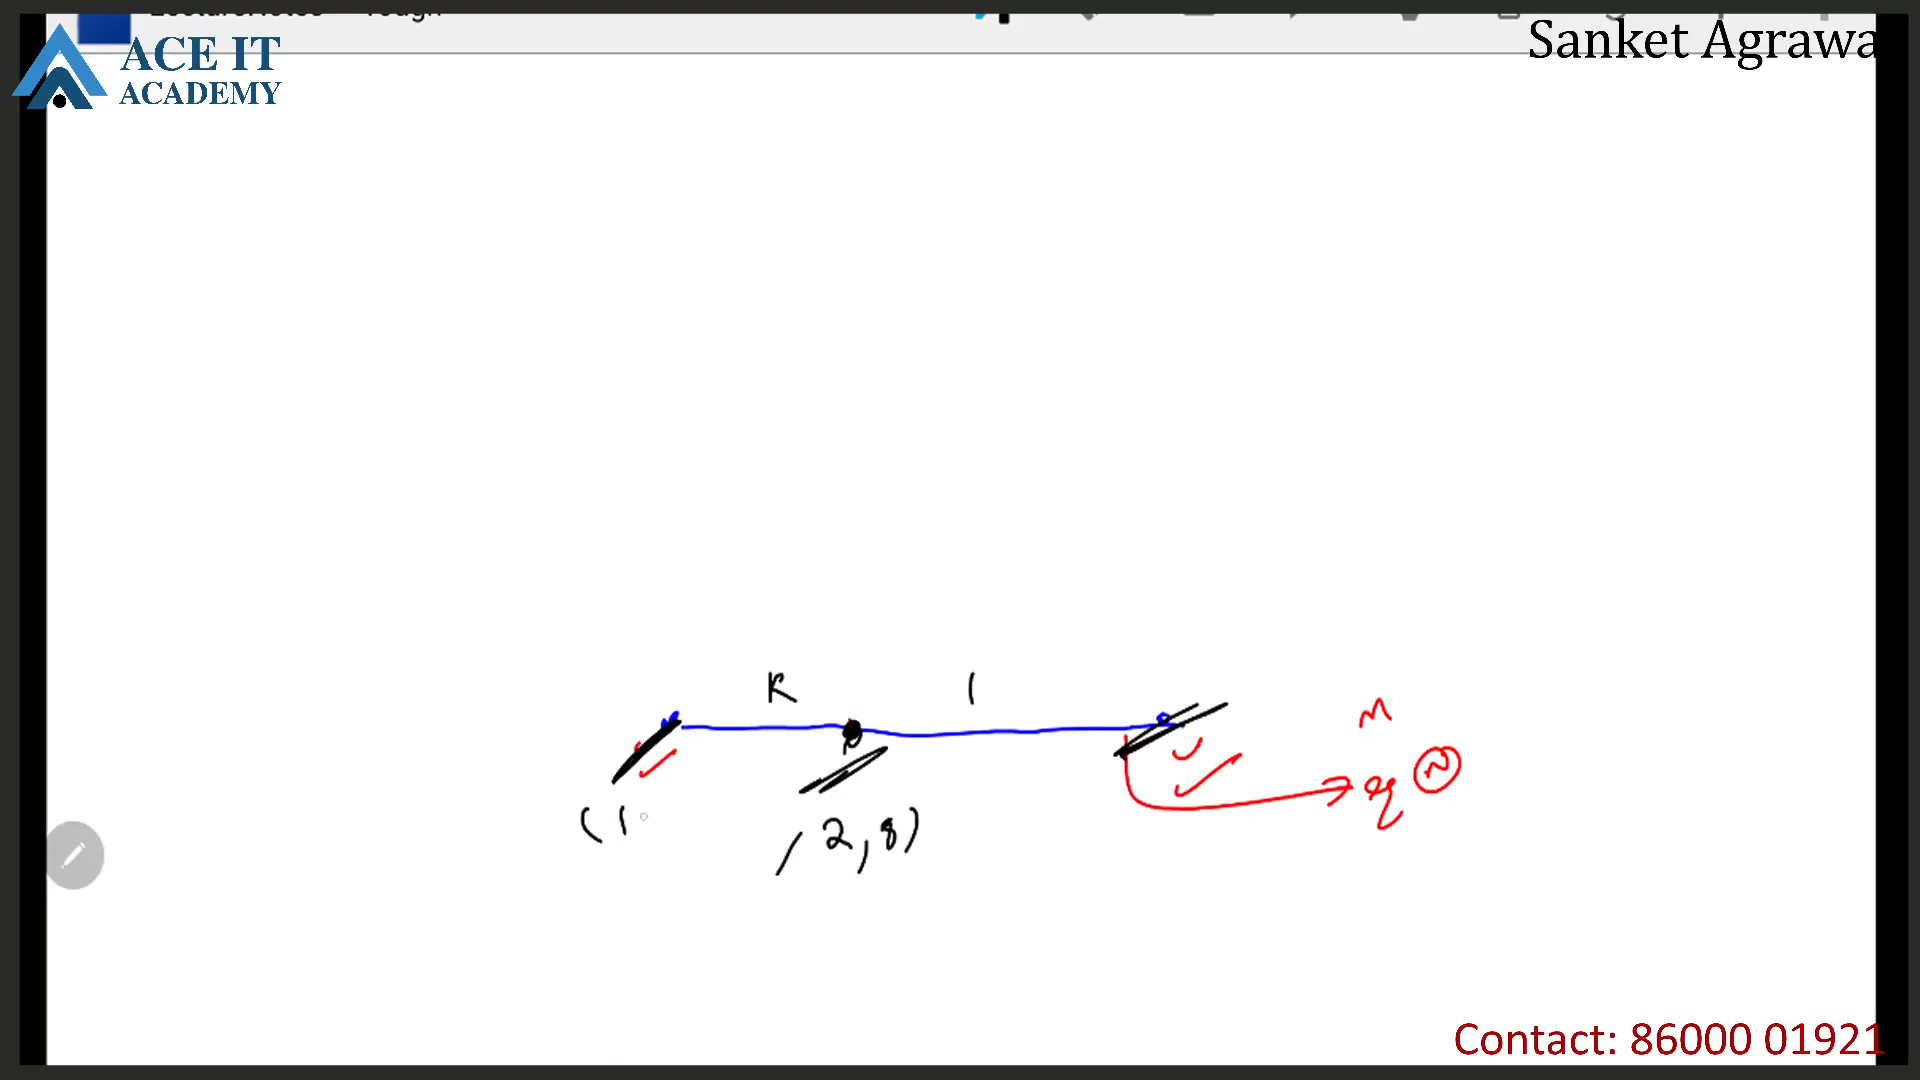 ACE IT
ACADEMY
Sanket Agrawa
K 1
P
M
(1 , 2, 8)
Contact: 86000 01921